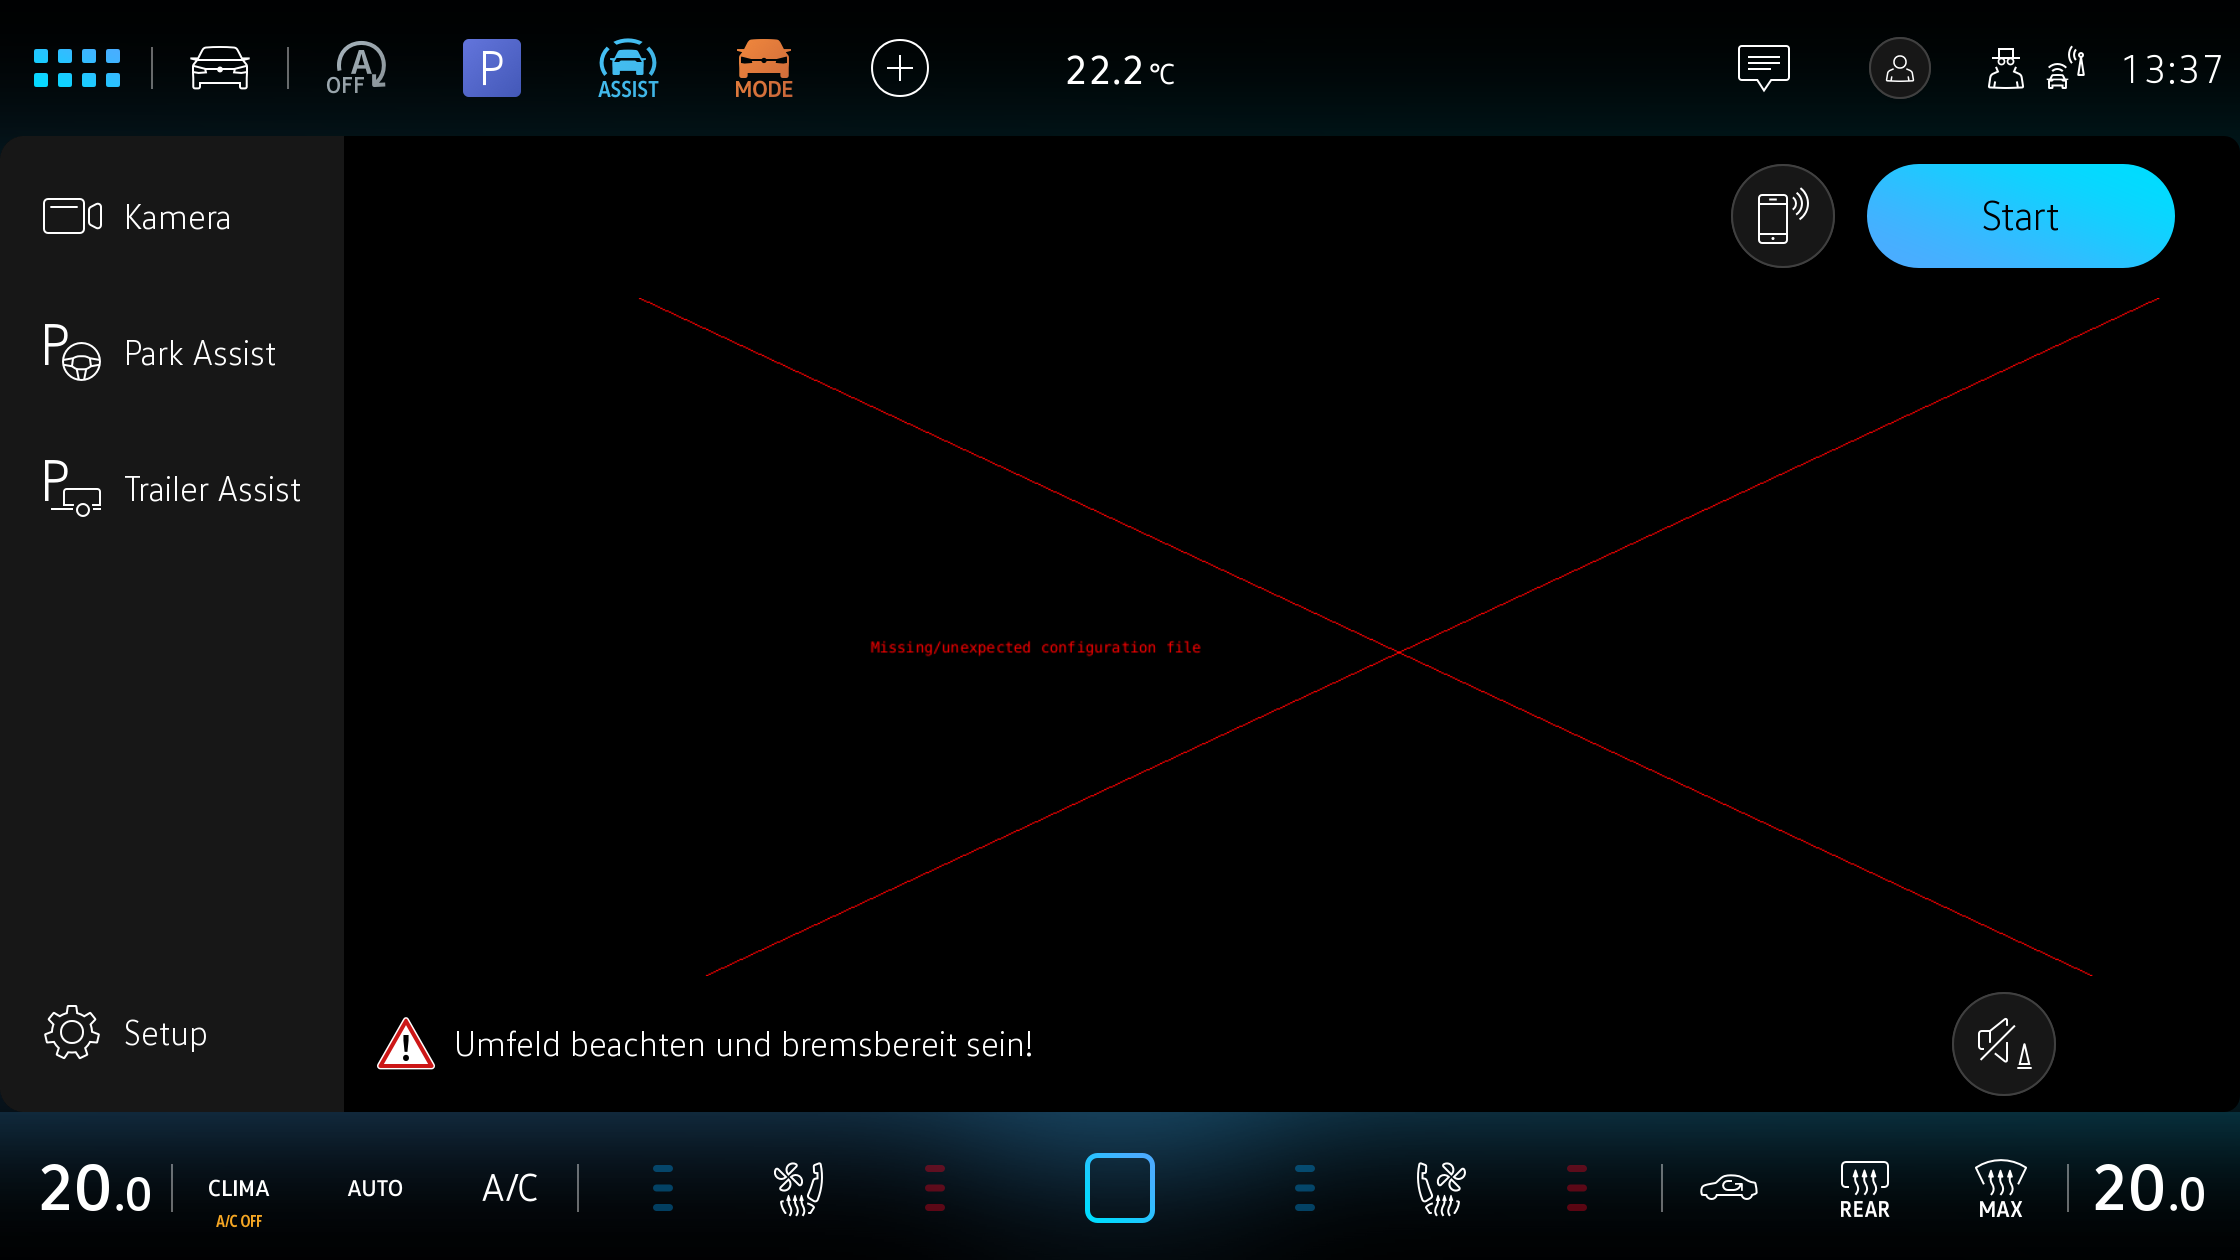 A
OFF
P
ASSIST
MODE
22.2 °C
13:37
Kamera
Start
P
Park Assist
P
Trailer Assist
Missing/unexpected configuration file
Setup
Umfeld beachten und bremsbereit sein!
20.0
CLIMA
A/C OFF
AUTO
A/C
REAR
MAX
20.0